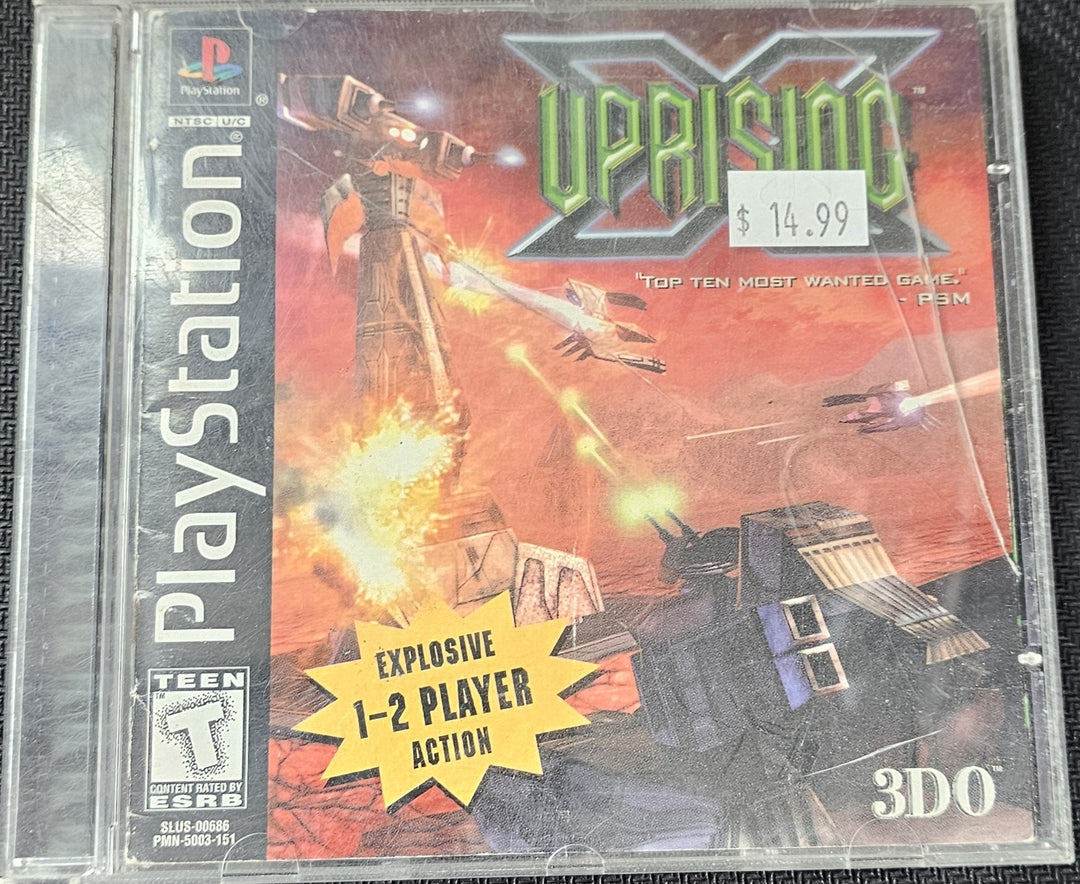 PlayStation
NTSC U/C
PlayStation
UPRISING X
$ 14.99
"TOP TEN MOST WANTED GAME."
- PSM
EXPLOSIVE
1-2 PLAYER
ACTION
TEEN
T
CONTENT RATED BY
ESRB
SLUS-00686
PMN-5003-151
3DO